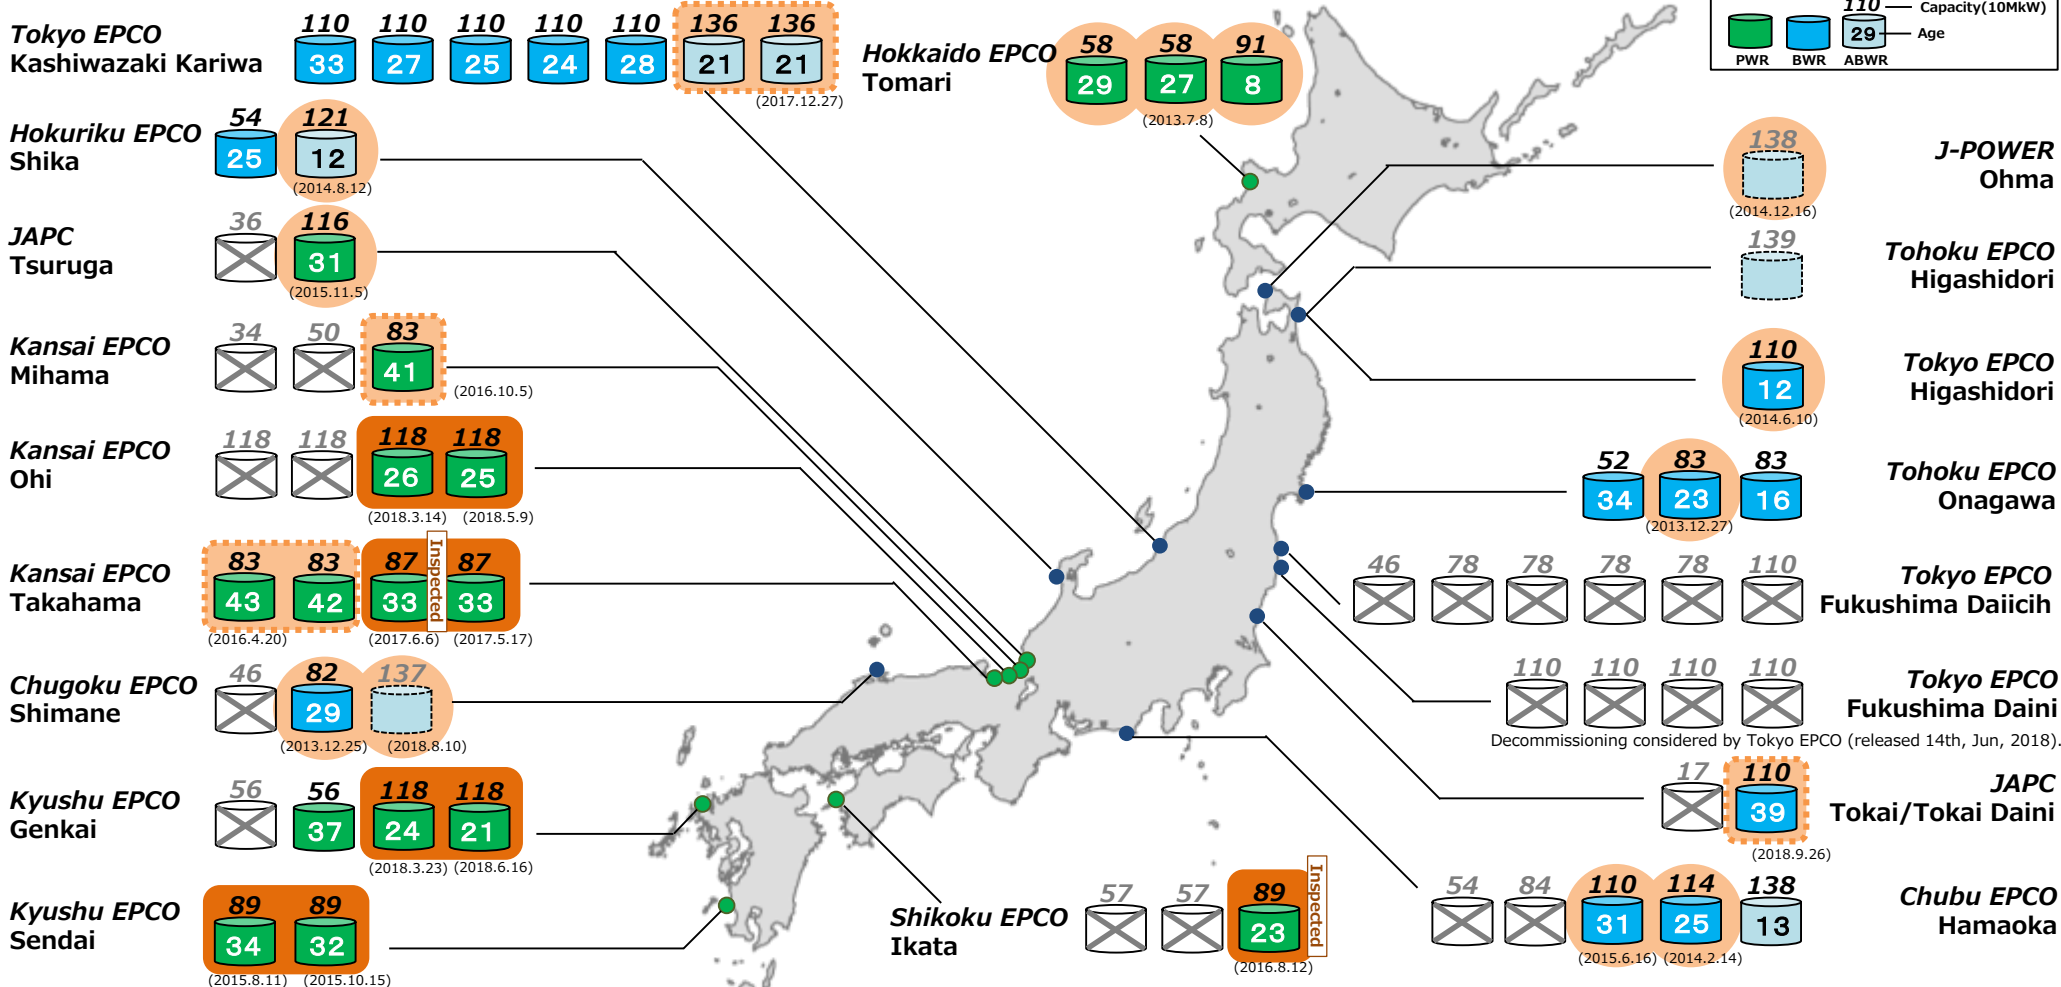 Tokyo EPCO
Kashiwazaki Kariwa
110 110 110 110 110 136 136
33 27 25 24 28 21 21
(2017.12.27)
Hokkaido EPCO
Tomari
58 58 91
29 27 8
(2013.7.8)
110 Capacity(10MkW)
29 Age
PWR BWR ABWR
Hokuriku EPCO
Shika
54 121
25 12
(2014.8.12)
JAPC
Tsuruga
36 116
31
(2015.11.5)
Kansai EPCO
Mihama
34 50 83
41
(2016.10.5)
Kansai EPCO
Ohi
118 118 118 118
26 25
(2018.3.14) (2018.5.9)
Kansai EPCO
Takahama
83 83 87 87
43 42 33 33
Inspected
(2016.4.20) (2017.6.6) (2017.5.17)
Chugoku EPCO
Shimane
46 82 137
29
(2013.12.25) (2018.8.10)
Kyushu EPCO
Genkai
56 56 118 118
37 24 21
(2018.3.23) (2018.6.16)
Kyushu EPCO
Sendai
89 89
34 32
(2015.8.11) (2015.10.15)
Shikoku EPCO
Ikata
57 57 89
23
Inspected
(2016.8.12)
138
(2014.12.16)
J-POWER
Ohma
139
Tohoku EPCO
Higashidori
110
12
(2014.6.10)
Tokyo EPCO
Higashidori
52 83 83
34 23 16
(2013.12.27)
Tohoku EPCO
Onagawa
46 78 78 78 78 110
Tokyo EPCO
Fukushima Daiicih
110 110 110 110
Tokyo EPCO
Fukushima Daini
Decommissioning considered by Tokyo EPCO (released 14th, Jun, 2018).
17 110
39
(2018.9.26)
JAPC
Tokai/Tokai Daini
54 84 110 114 138
31 25 13
(2015.6.16) (2014.2.14)
Chubu EPCO
Hamaoka